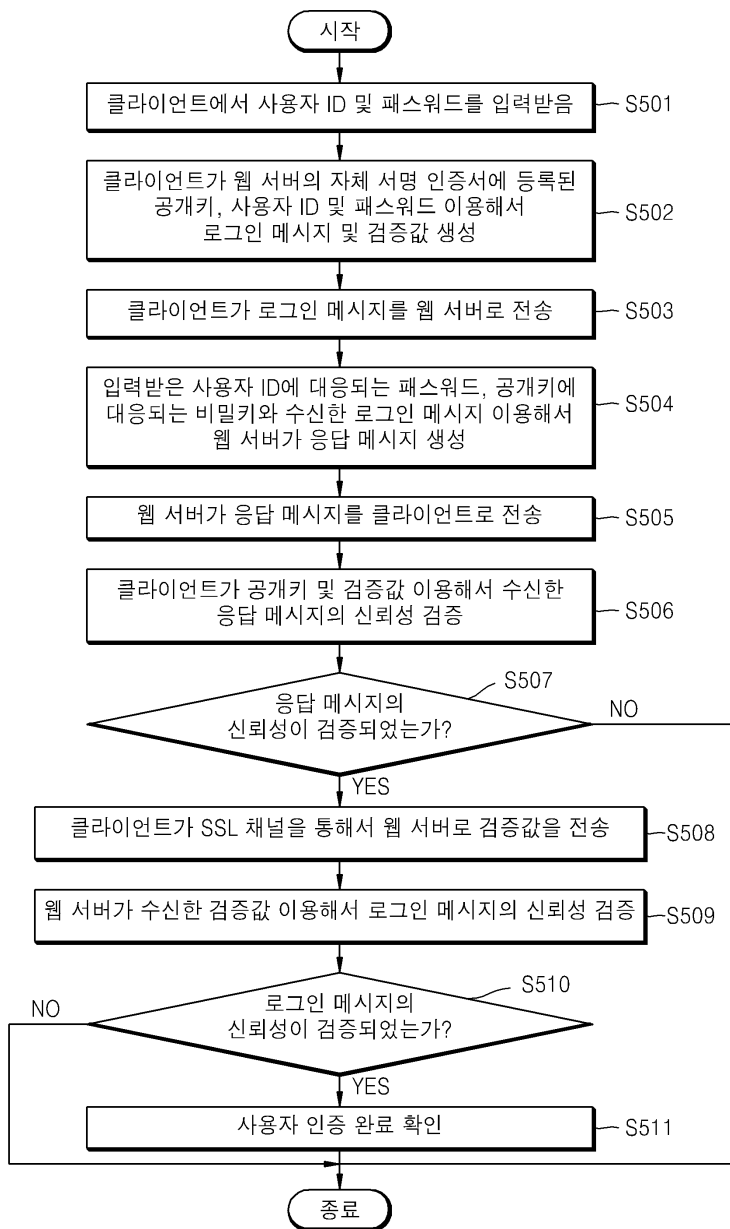 시작
클라이언트에서 사용자 ID 및 패스워드를 입력받음
S501
클라이언트가 웹 서버의 자체 서명 인증서에 등록된
공개키, 사용자 ID 및 패스워드 이용해서
로그인 메시지 및 검증값 생성
S502
클라이언트가 로그인 메시지를 웹 서버로 전송
S503
입력받은 사용자 ID에 대응되는 패스워드, 공개키에
대응되는 비밀키와 수신한 로그인 메시지 이용해서
웹 서버가 응답 메시지 생성
S504
웹 서버가 응답 메시지를 클라이언트로 전송
S505
클라이언트가 공개키 및 검증값 이용해서 수신한
응답 메시지의 신뢰성 검증
S506
S507
응답 메시지의
신뢰성이 검증되었는가?
NO
YES
클라이언트가 SSL 채널을 통해서 웹 서버로 검증값을 전송
S508
웹 서버가 수신한 검증값 이용해서 로그인 메시지의 신뢰성 검증
S509
S510
로그인 메시지의
신뢰성이 검증되었는가?
NO
YES
사용자 인증 완료 확인
S511
종료